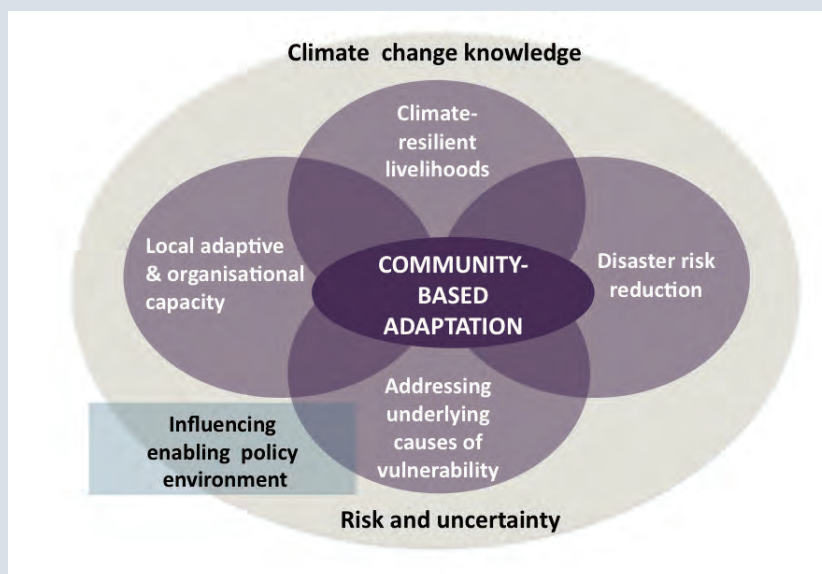 Climate change knowledge
Climate-
resilient
livelihoods
Local adaptive
& organisational
capacity
COMMUNITY-
BASED
ADAPTATION
Disaster risk
reduction
Addressing
underlying
causes of
vulnerability
Influencing
enabling policy
environment
Risk and uncertainty